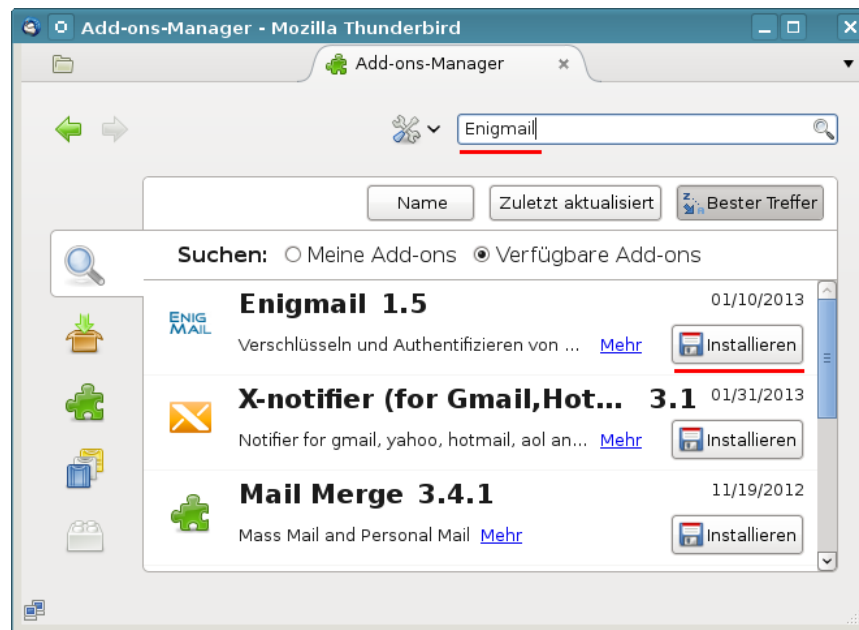 Add-ons-Manager - Mozilla Thunderbird
Add-ons-Manager
Enigmail
Name Zuletzt aktualisiert Bester Treffer
Suchen: Meine Add-ons Verfügbare Add-ons
ENIG MAIL
Enigmail 1.5 01/10/2013
Verschlüsseln und Authentifizieren von ... Mehr Installieren
X-notifier (for Gmail,Hot... 3.1 01/31/2013
Notifier for gmail, yahoo, hotmail, aol an... Mehr Installieren
Mail Merge 3.4.1 11/19/2012
Mass Mail and Personal Mail Mehr Installieren